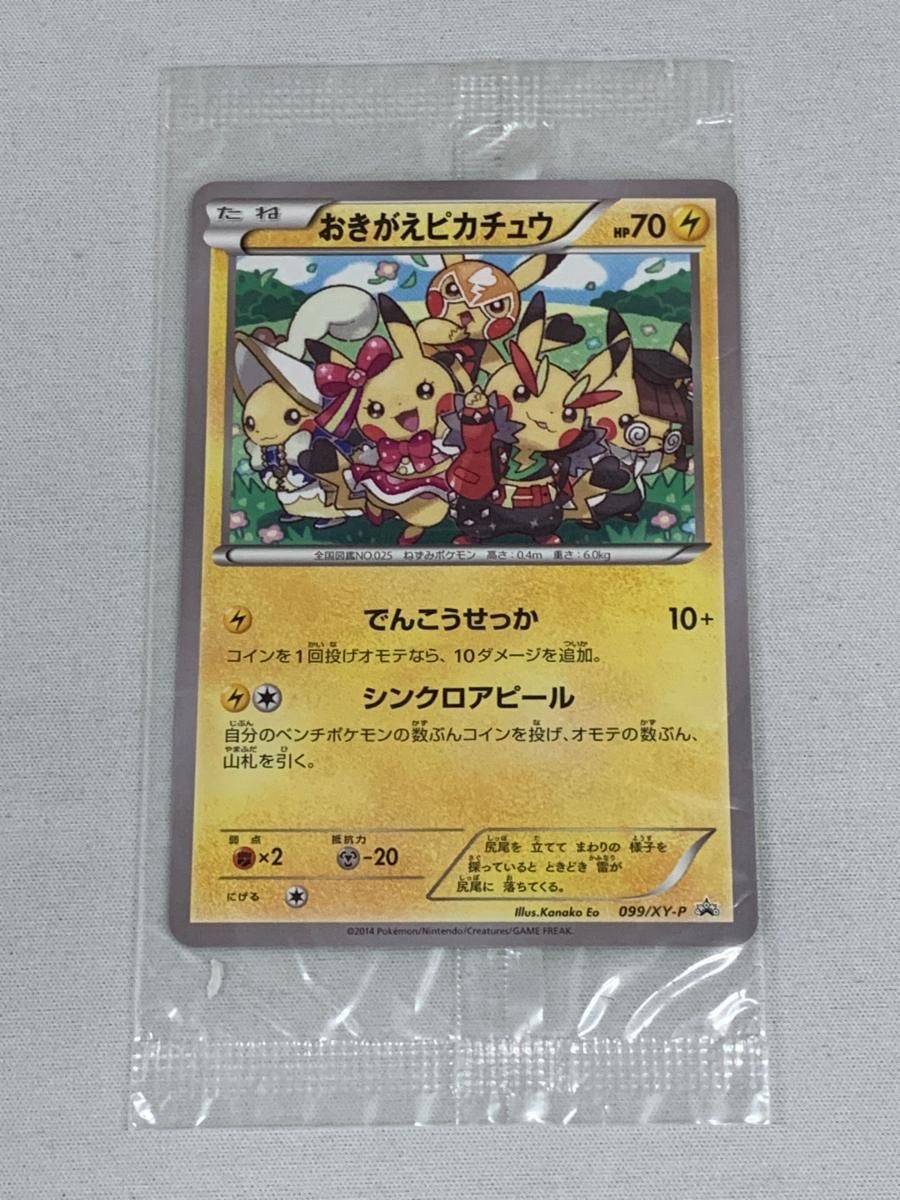 たね おきがえピカチュウ HP70
全国図鑑NO.025 ねずみポケモン 高さ:0.4m 重さ:6.0kg
でんこうせっか 10+
コインを1回投げオモテなら、10ダメージを追加。
シンクロアピール
自分のベンチポケモンの数ぶんコインを投げ、オモテの数ぶん、
山札を引く。
弱点 抵抗力
×2 -20
にげる
尻尾を 立てて まわりの 様子を
探っていると ときどき 雷が
尻尾に 落ちてくる。
Illus.Kanako Eo 099/XY-P
©2014 Pokémon/Nintendo/Creatures/GAME FREAK.